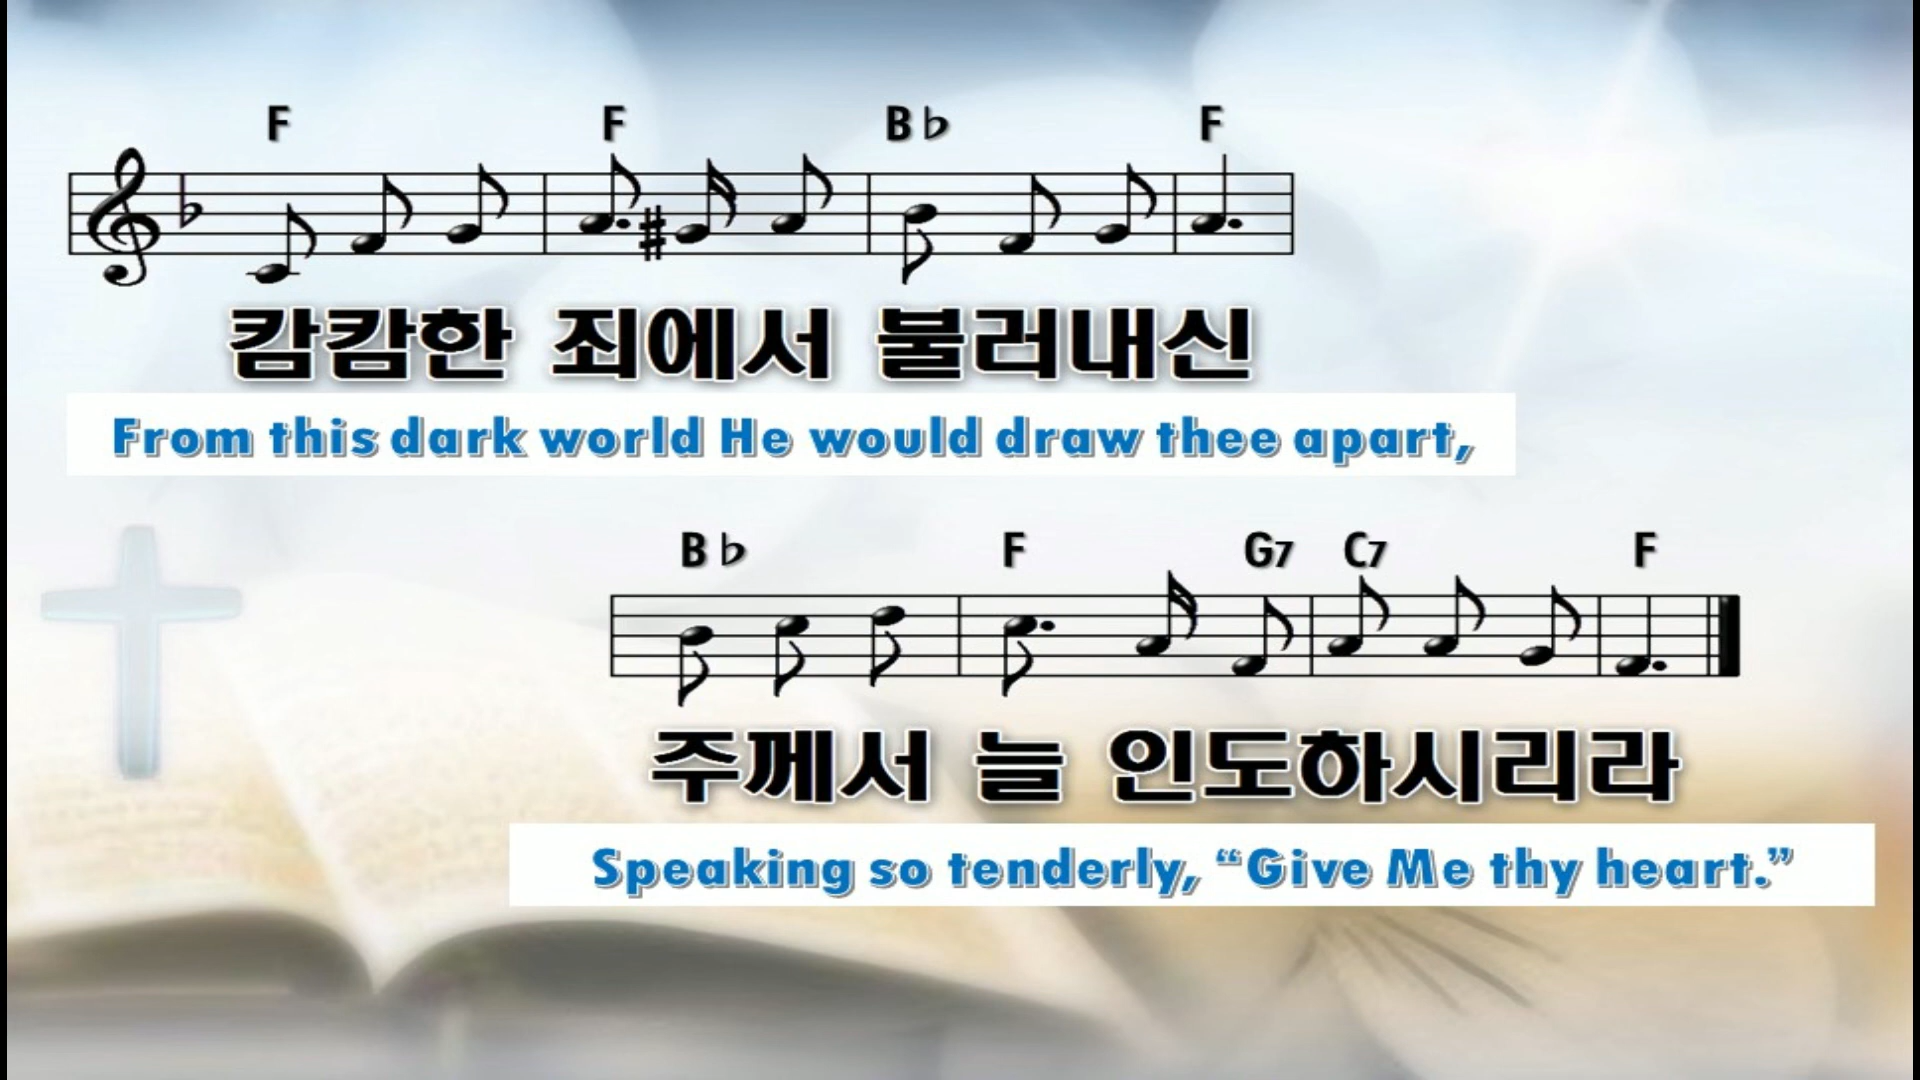 F F B♭ F
캄캄한 죄에서 불러내신
From this dark world He would draw thee apart,
B♭ F G7 C7 F
주께서 늘 인도하시리라
Speaking so tenderly, “Give Me thy heart.”